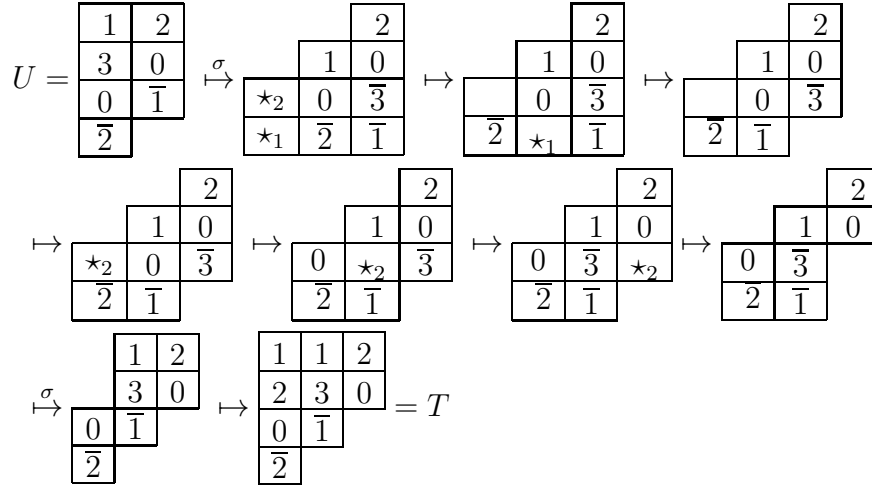 1 2 2 2 2
U = 3 0 σ↦ 1 0 ↦ 1 0 ↦ 1 0
0 1̅ ⋆₂ 0 3̅ 0 3̅ 0 3̅
2̅ ⋆₁ 2̅ 1̅ 2̅ ⋆₁ 1̅ 2̅ 1̅
2 2 2 2
↦ 1 0 ↦ 1 0 ↦ 1 0 ↦ 1 0
⋆₂ 0 3̅ 0 ⋆₂ 3̅ 0 3̅ ⋆₂ 0 3̅
2̅ 1̅ 2̅ 1̅ 2̅ 1̅ 2̅ 1̅
1 2 1 1 2
σ↦ 3 0 ↦ 2 3 0 = T
0 1̅ 0 1̅
2̅ 2̅